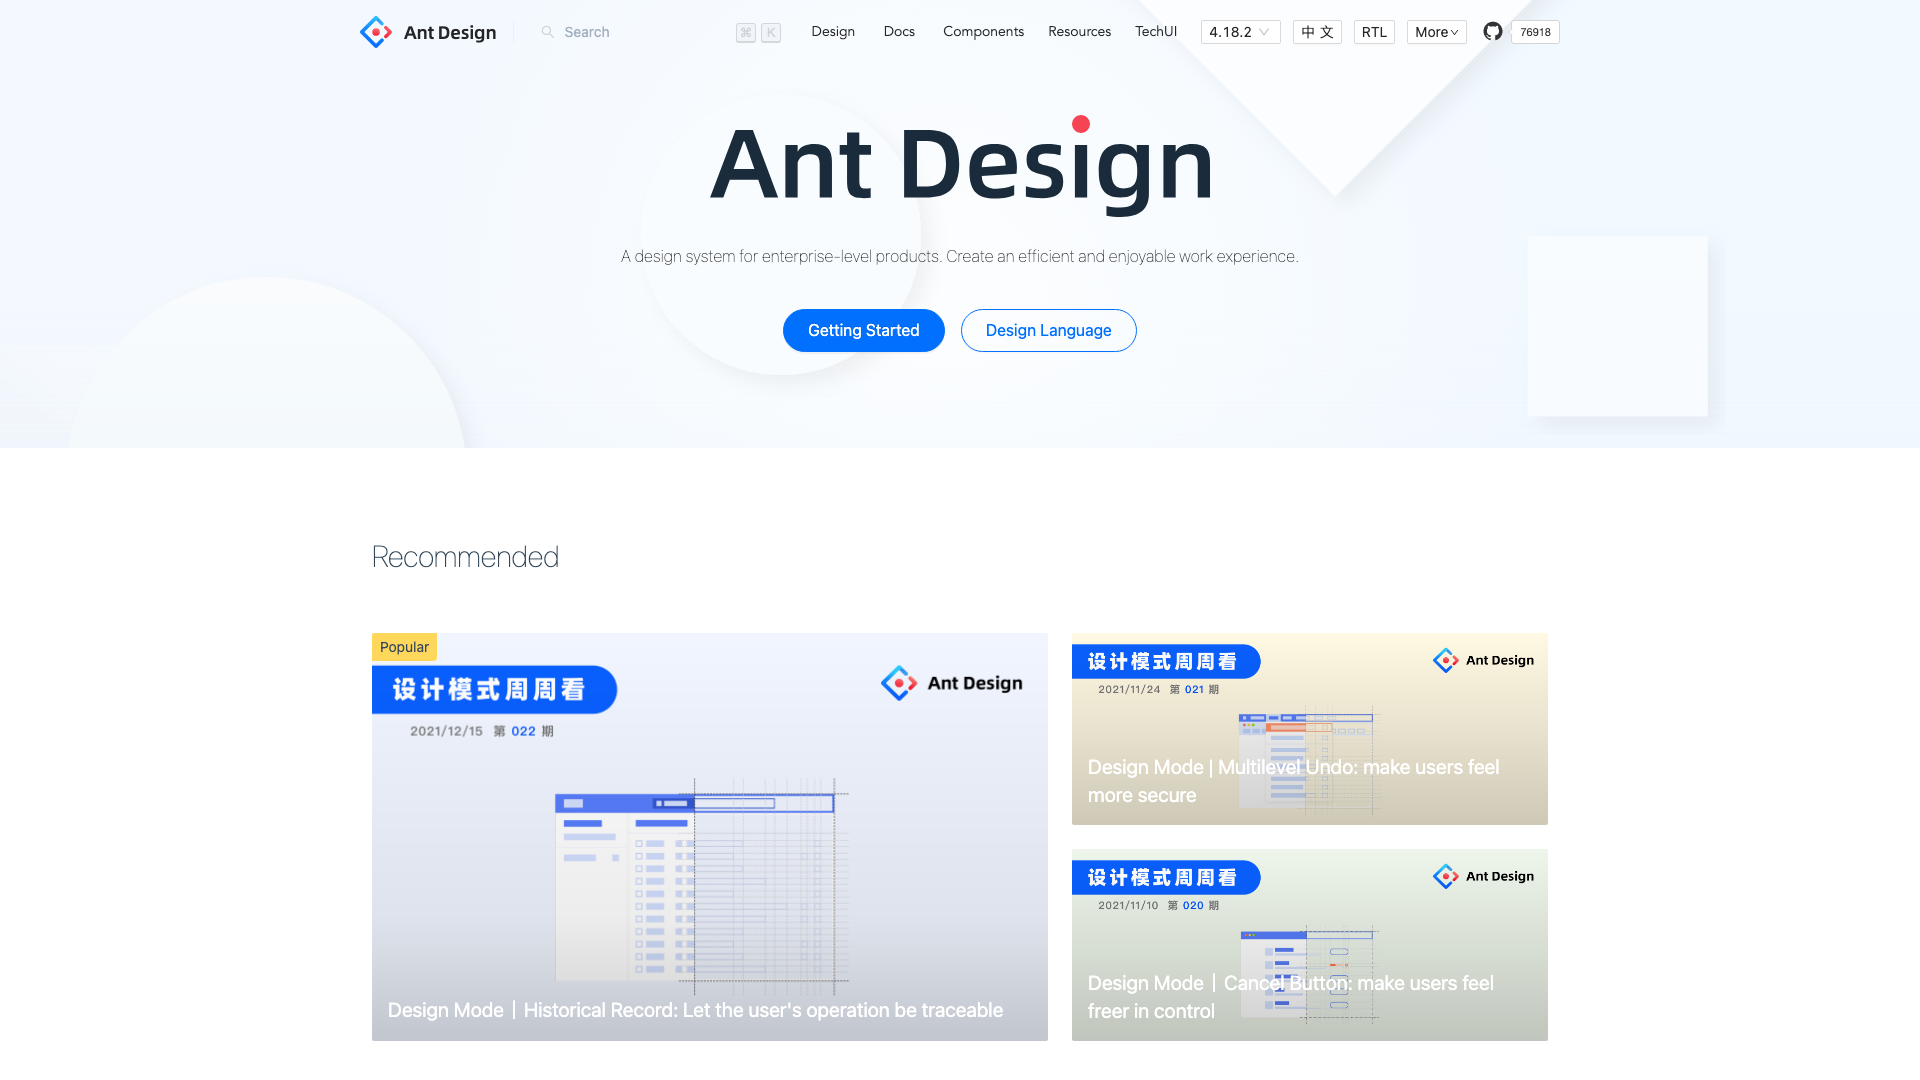 Ant Design
Search
⌘ K
Design
Docs
Components
Resources
TechUI
4.18.2
中 文
RTL
More
76918
Ant Design
A design system for enterprise-level products. Create an efficient and enjoyable work experience.
Getting Started
Design Language
Recommended
Popular
设计模式周周看
Ant Design
2021/12/15 第 022 期
Design Mode｜Historical Record: Let the user's operation be traceable
设计模式周周看
Ant Design
2021/11/24 第 021 期
Design Mode | Multilevel Undo: make users feel
more secure
设计模式周周看
Ant Design
2021/11/10 第 020 期
Design Mode｜Cancel Button: make users feel
freer in control